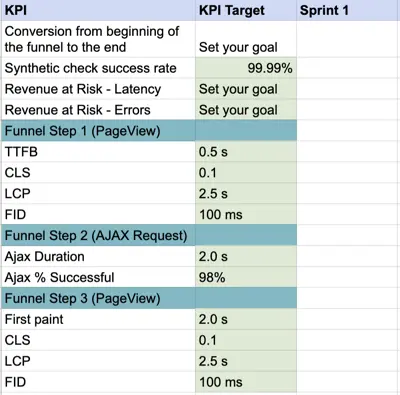 KPI KPI Target Sprint 1
Conversion from beginning of
the funnel to the end Set your goal
Synthetic check success rate 99.99%
Revenue at Risk - Latency Set your goal
Revenue at Risk - Errors Set your goal
Funnel Step 1 (PageView)
TTFB 0.5 s
CLS 0.1
LCP 2.5 s
FID 100 ms
Funnel Step 2 (AJAX Request)
Ajax Duration 2.0 s
Ajax % Successful 98%
Funnel Step 3 (PageView)
First paint 2.0 s
CLS 0.1
LCP 2.5 s
FID 100 ms